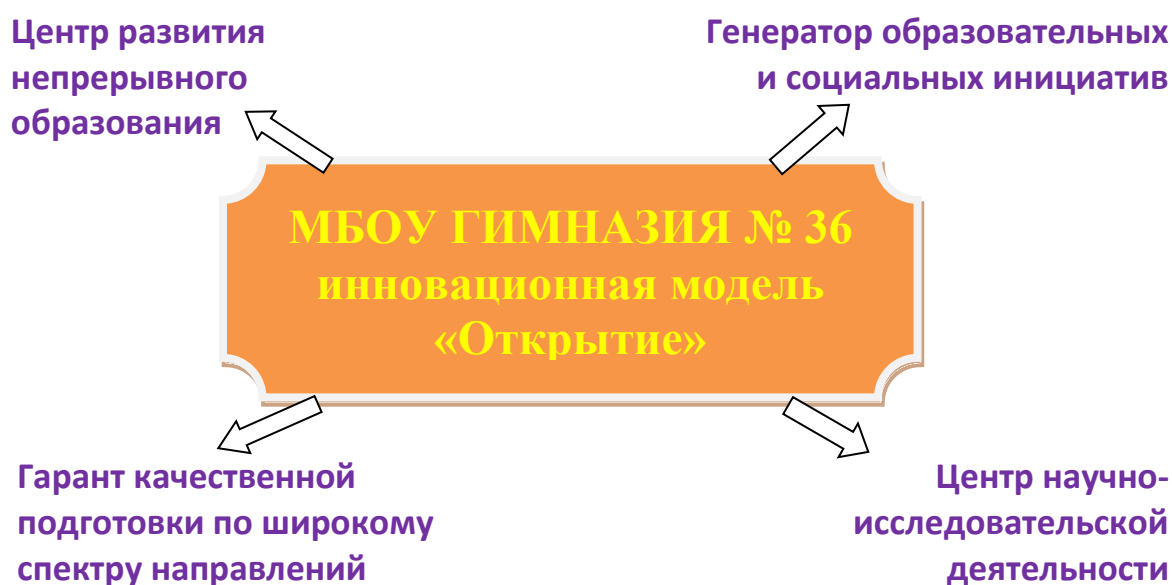 Центр развития
непрерывного
образования
Генератор образовательных
и социальных инициатив
МБОУ ГИМНАЗИЯ № 36
инновационная модель
«Открытие»
Гарант качественной
подготовки по широкому
спектру направлений
Центр научно-
исследовательской
деятельности